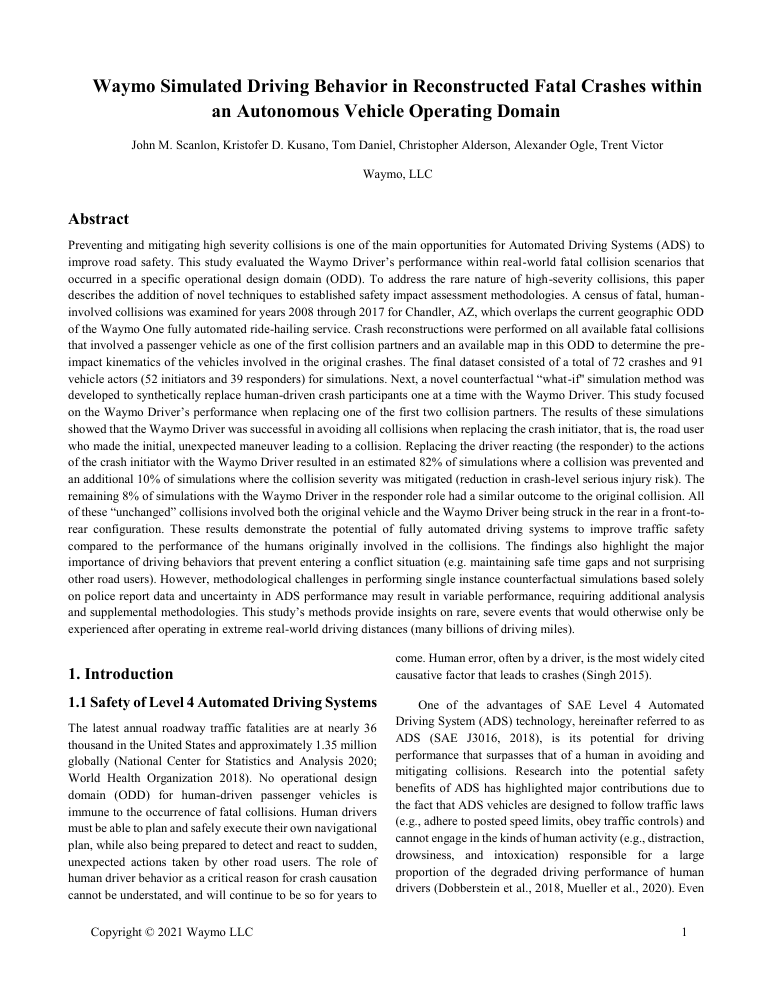 Waymo Simulated Driving Behavior in Reconstructed Fatal Crashes within
an Autonomous Vehicle Operating Domain
John M. Scanlon, Kristofer D. Kusano, Tom Daniel, Christopher Alderson, Alexander Ogle, Trent Victor
Waymo, LLC
Abstract
Preventing and mitigating high severity collisions is one of the main opportunities for Automated Driving Systems (ADS) to
improve road safety. This study evaluated the Waymo Driver’s performance within real-world fatal collision scenarios that
occurred in a specific operational design domain (ODD). To address the rare nature of high-severity collisions, this paper
describes the addition of novel techniques to established safety impact assessment methodologies. A census of fatal, human-
involved collisions was examined for years 2008 through 2017 for Chandler, AZ, which overlaps the current geographic ODD
of the Waymo One fully automated ride-hailing service. Crash reconstructions were performed on all available fatal collisions
that involved a passenger vehicle as one of the first collision partners and an available map in this ODD to determine the pre-
impact kinematics of the vehicles involved in the original crashes. The final dataset consisted of a total of 72 crashes and 91
vehicle actors (52 initiators and 39 responders) for simulations. Next, a novel counterfactual “what-if" simulation method was
developed to synthetically replace human-driven crash participants one at a time with the Waymo Driver. This study focused
on the Waymo Driver’s performance when replacing one of the first two collision partners. The results of these simulations
showed that the Waymo Driver was successful in avoiding all collisions when replacing the crash initiator, that is, the road user
who made the initial, unexpected maneuver leading to a collision. Replacing the driver reacting (the responder) to the actions
of the crash initiator with the Waymo Driver resulted in an estimated 82% of simulations where a collision was prevented and
an additional 10% of simulations where the collision severity was mitigated (reduction in crash-level serious injury risk). The
remaining 8% of simulations with the Waymo Driver in the responder role had a similar outcome to the original collision. All
of these “unchanged” collisions involved both the original vehicle and the Waymo Driver being struck in the rear in a front-to-
rear configuration. These results demonstrate the potential of fully automated driving systems to improve traffic safety
compared to the performance of the humans originally involved in the collisions. The findings also highlight the major
importance of driving behaviors that prevent entering a conflict situation (e.g. maintaining safe time gaps and not surprising
other road users). However, methodological challenges in performing single instance counterfactual simulations based solely
on police report data and uncertainty in ADS performance may result in variable performance, requiring additional analysis
and supplemental methodologies. This study’s methods provide insights on rare, severe events that would otherwise only be
experienced after operating in extreme real-world driving distances (many billions of driving miles).
1. Introduction
1.1 Safety of Level 4 Automated Driving Systems
The latest annual roadway traffic fatalities are at nearly 36
thousand in the United States and approximately 1.35 million
globally (National Center for Statistics and Analysis 2020;
World Health Organization 2018). No operational design
domain (ODD) for human-driven passenger vehicles is
immune to the occurrence of fatal collisions. Human drivers
must be able to plan and safely execute their own navigational
plan, while also being prepared to detect and react to sudden,
unexpected actions taken by other road users. The role of
human driver behavior as a critical reason for crash causation
cannot be understated, and will continue to be so for years to
come. Human error, often by a driver, is the most widely cited
causative factor that leads to crashes (Singh 2015).
One of the advantages of SAE Level 4 Automated
Driving System (ADS) technology, hereinafter referred to as
ADS (SAE J3016, 2018), is its potential for driving
performance that surpasses that of a human in avoiding and
mitigating collisions. Research into the potential safety
benefits of ADS has highlighted major contributions due to
the fact that ADS vehicles are designed to follow traffic laws
(e.g., adhere to posted speed limits, obey traffic controls) and
cannot engage in the kinds of human activity (e.g., distraction,
drowsiness, and intoxication) responsible for a large
proportion of the degraded driving performance of human
drivers (Dobberstein et al., 2018, Mueller et al., 2020). Even
Copyright © 2021 Waymo LLC
1